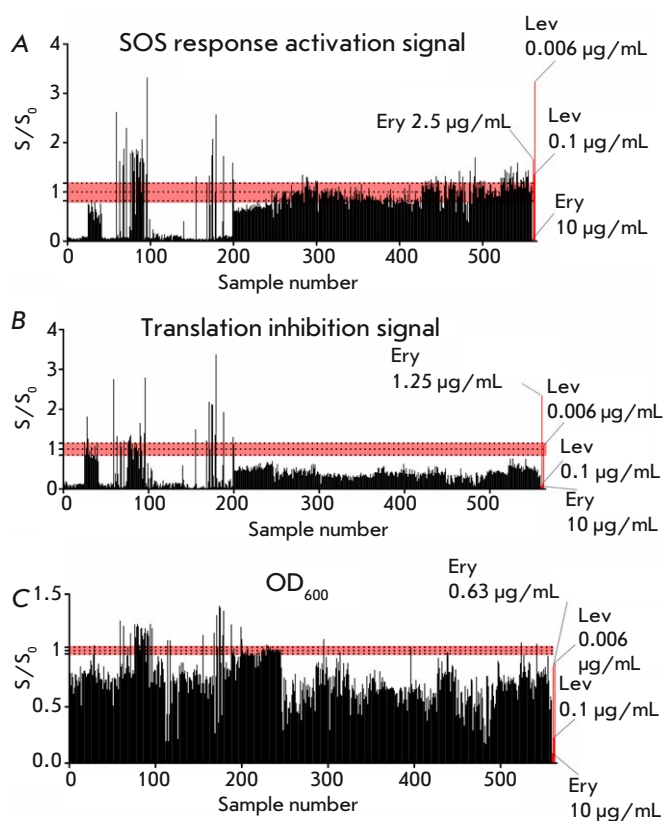 A
SOS response activation signal
Lev
0.006 µg/mL
Ery 2.5 µg/mL
Lev
0.1 µg/mL
Ery
10 µg/mL
S/S0
4
3
2
1
0
0 100 200 300 400 500
Sample number
B
Translation inhibition signal
Ery
1.25 µg/mL
Lev
0.006 µg/mL
Lev
0.1 µg/mL
Ery
10 µg/mL
S/S0
4
3
2
1
0
0 100 200 300 400 500
Sample number
C
OD600
Ery
0.63 µg/mL
Lev
0.006
µg/mL
Lev
0.1 µg/mL
Ery
10 µg/mL
S/S0
1.5
1
0.5
0.0
0 100 200 300 400 500
Sample number